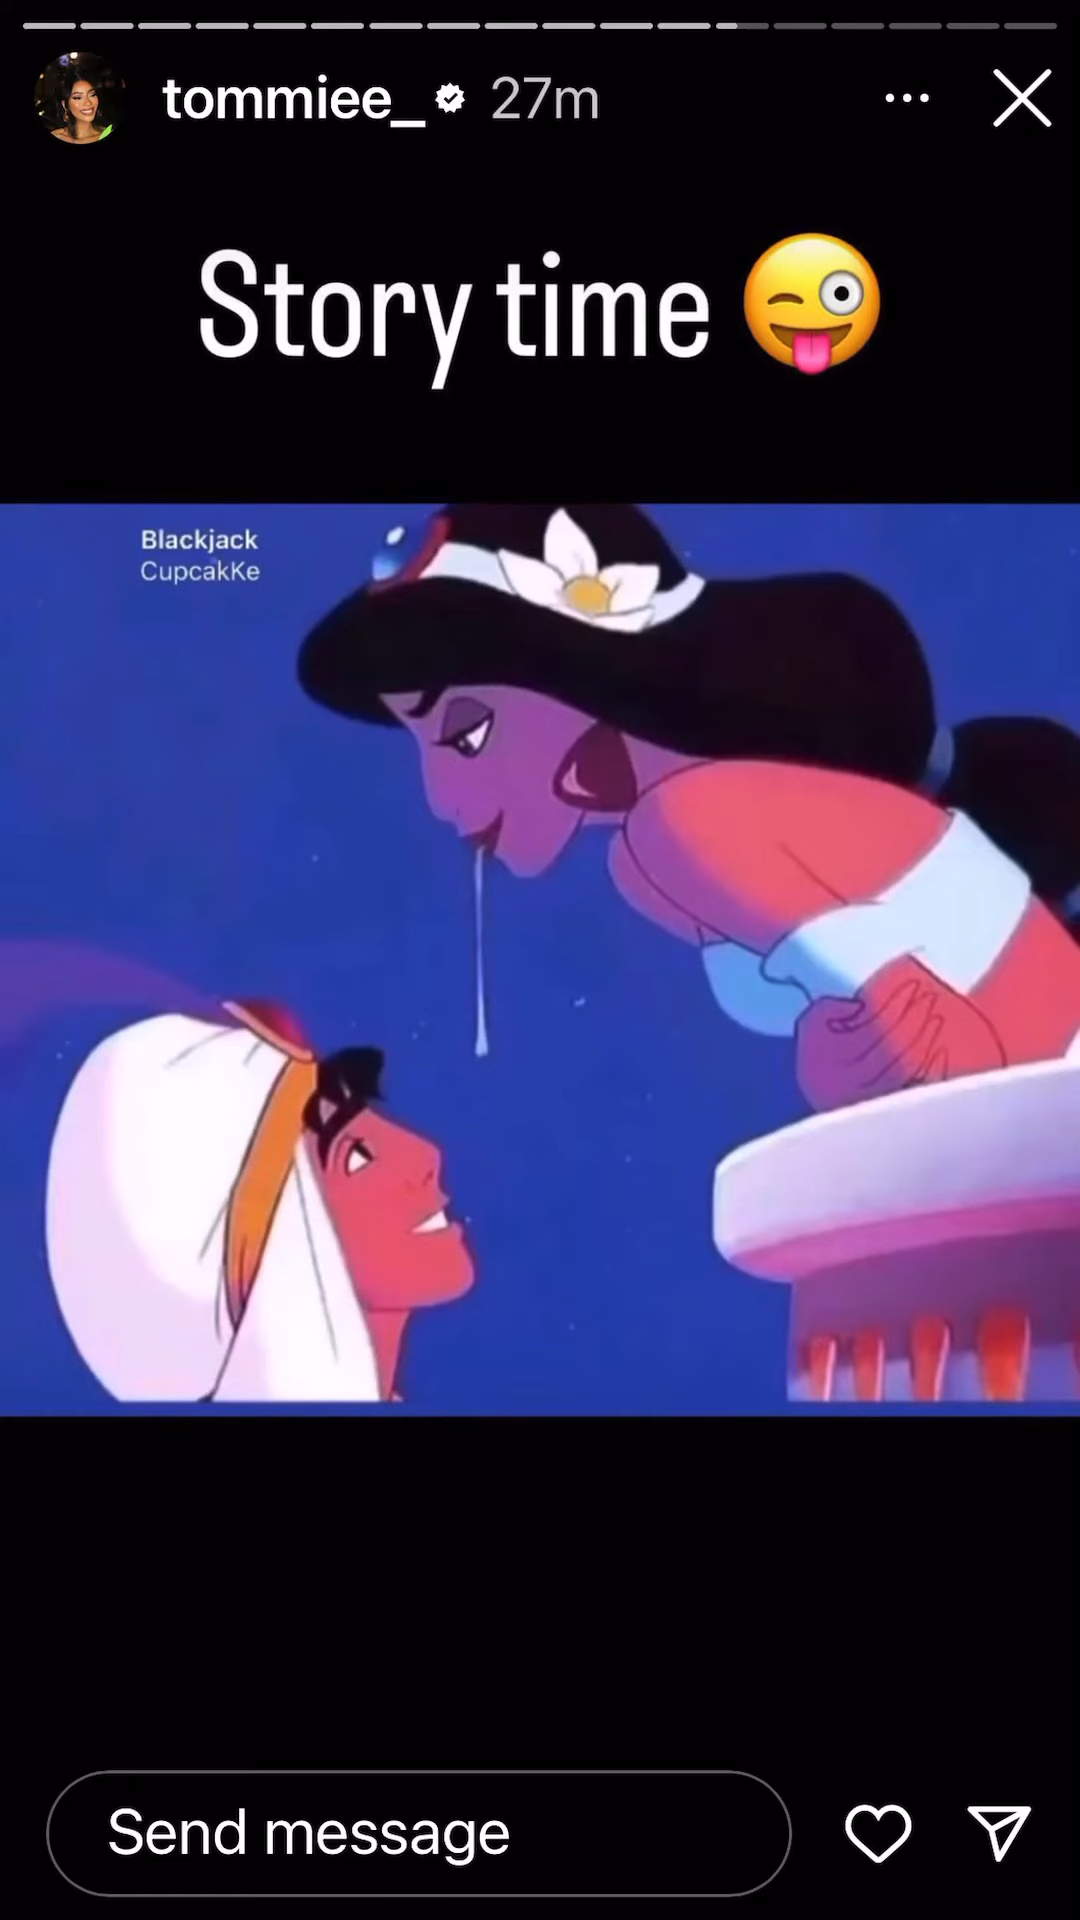 tommiee_ 27m
Story time 😜
Blackjack
CupcakKe
Send message